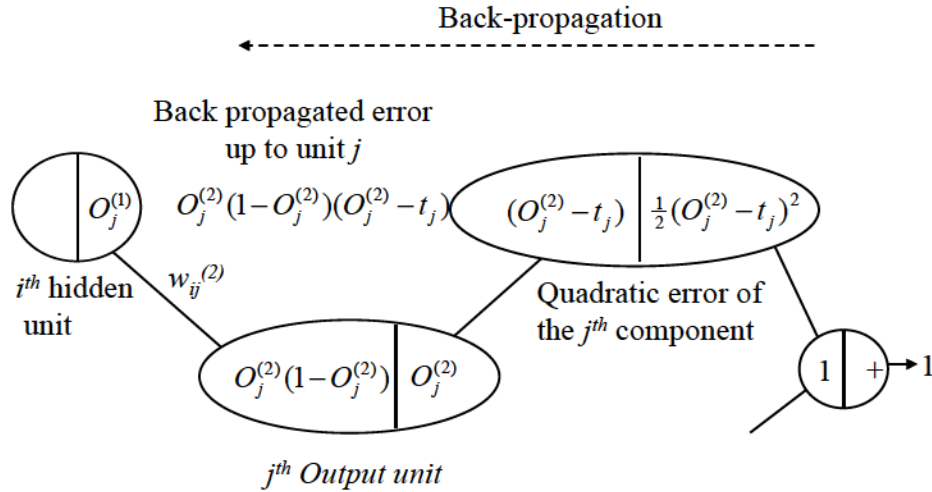 Back-propagation
Back propagated error
up to unit j
O_j^{(1)}
O_j^{(2)}(1−O_j^{(2)})(O_j^{(2)}−t_j)
(O_j^{(2)}−t_j)
½(O_j^{(2)}−t_j)^2
i^{th} hidden
unit
w_{ij}^{(2)}
Quadratic error of
the j^{th} component
O_j^{(2)}(1−O_j^{(2)})
O_j^{(2)}
1
+
1
j^{th} Output unit